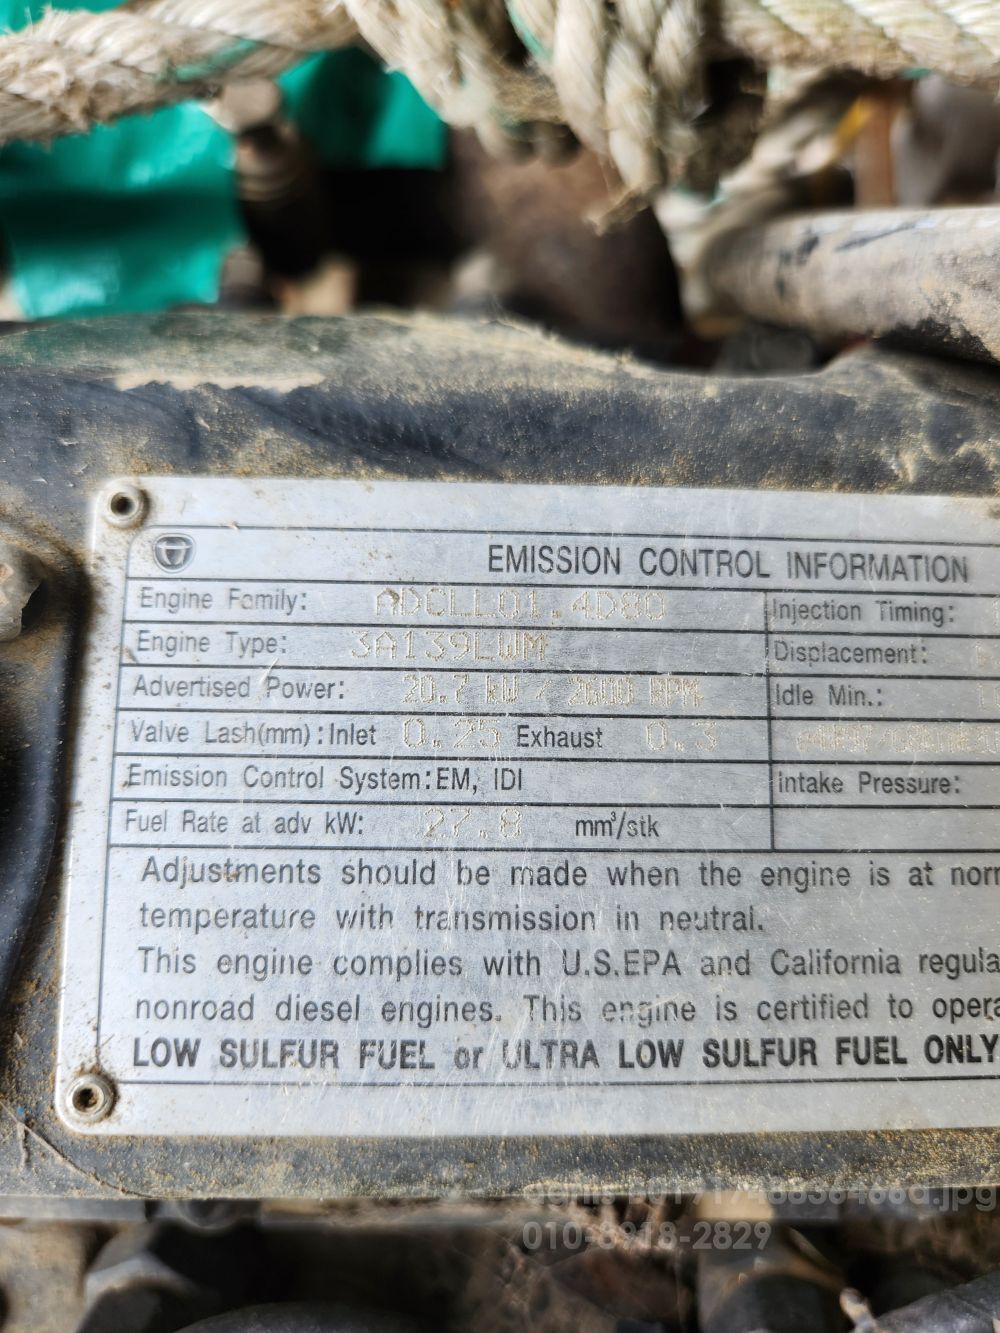 EMISSION CONTROL INFORMATION
Engine Family: ADCLL01.4D80 Injection Timing:
Engine Type: 3A139LWM Displacement:
Advertised Power: 20.7 kW / 2600 RPM Idle Min.:
Valve Lash(mm): Inlet 0.25 Exhaust 0.3
Emission Control System: EM, IDI Intake Pressure:
Fuel Rate at adv kW: 27.8 mm³/stk
Adjustments should be made when the engine is at norm
temperature with transmission in neutral.
This engine complies with U.S.EPA and California regula
nonroad diesel engines. This engine is certified to opera
LOW SULFUR FUEL or ULTRA LOW SULFUR FUEL ONLY
010-8918-2829